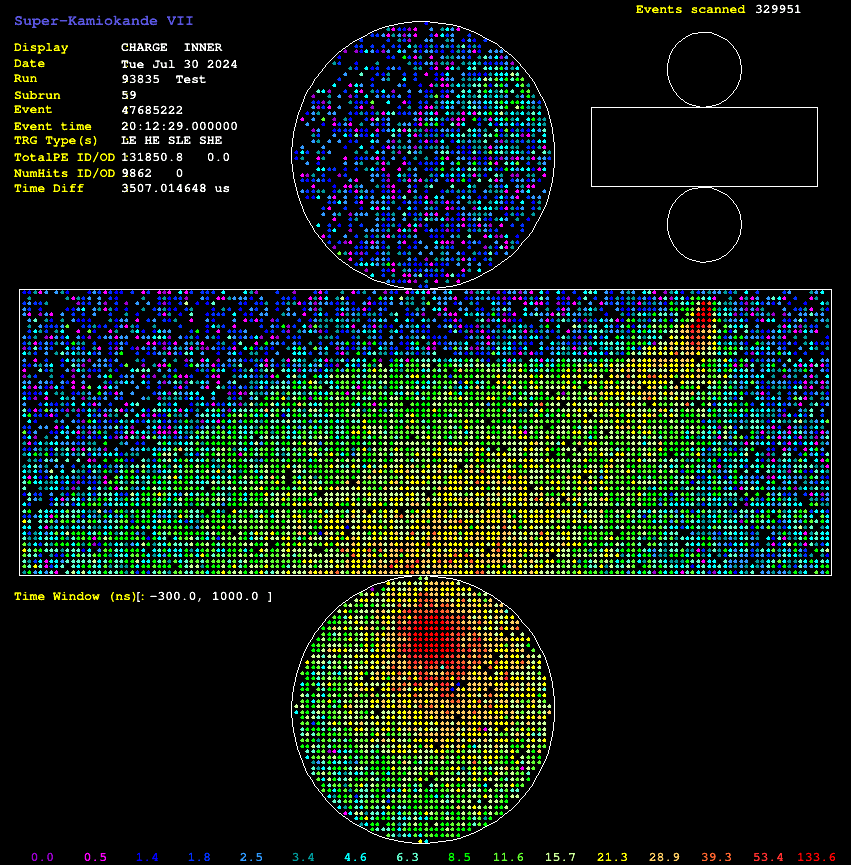 Super-Kamiokande VII
Events scanned 329951
Display CHARGE INNER
Date Tue Jul 30 2024
Run 93835 Test
Subrun 59
Event 47685222
Event time 20:12:29.000000
TRG Type(s) LE HE SLE SHE
TotalPE ID/OD 131850.8 0.0
NumHits ID/OD 9862 0
Time Diff 3507.014648 us
Time Window (ns)[: −300.0, 1000.0 ]
0.0 0.5 1.4 1.8 2.5 3.4 4.6 6.3 8.5 11.6 15.7 21.3 28.9 39.3 53.4 133.6